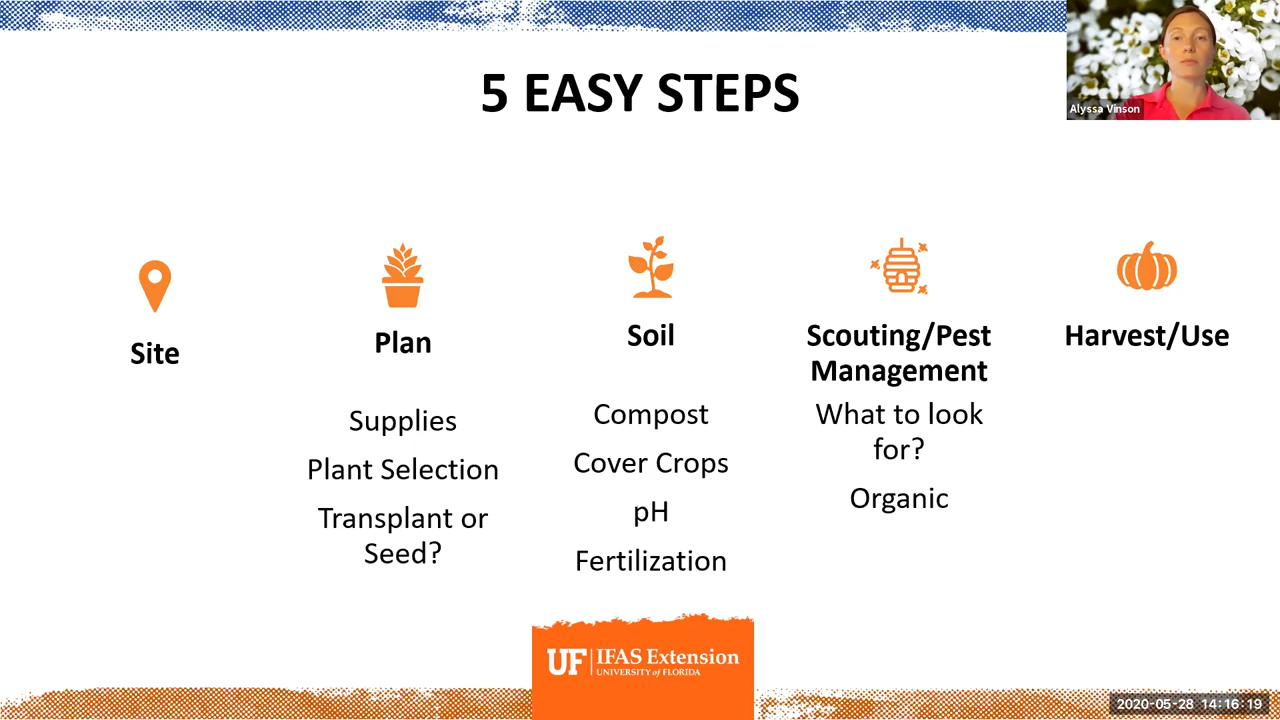 5 EASY STEPS
Alyssa Vinson
Site
Plan
Supplies
Plant Selection
Transplant or
Seed?
Soil
Compost
Cover Crops
pH
Fertilization
Scouting/Pest
Management
What to look
for?
Organic
Harvest/Use
UF IFAS Extension
UNIVERSITY of FLORIDA
2020-05-28 14:16:19